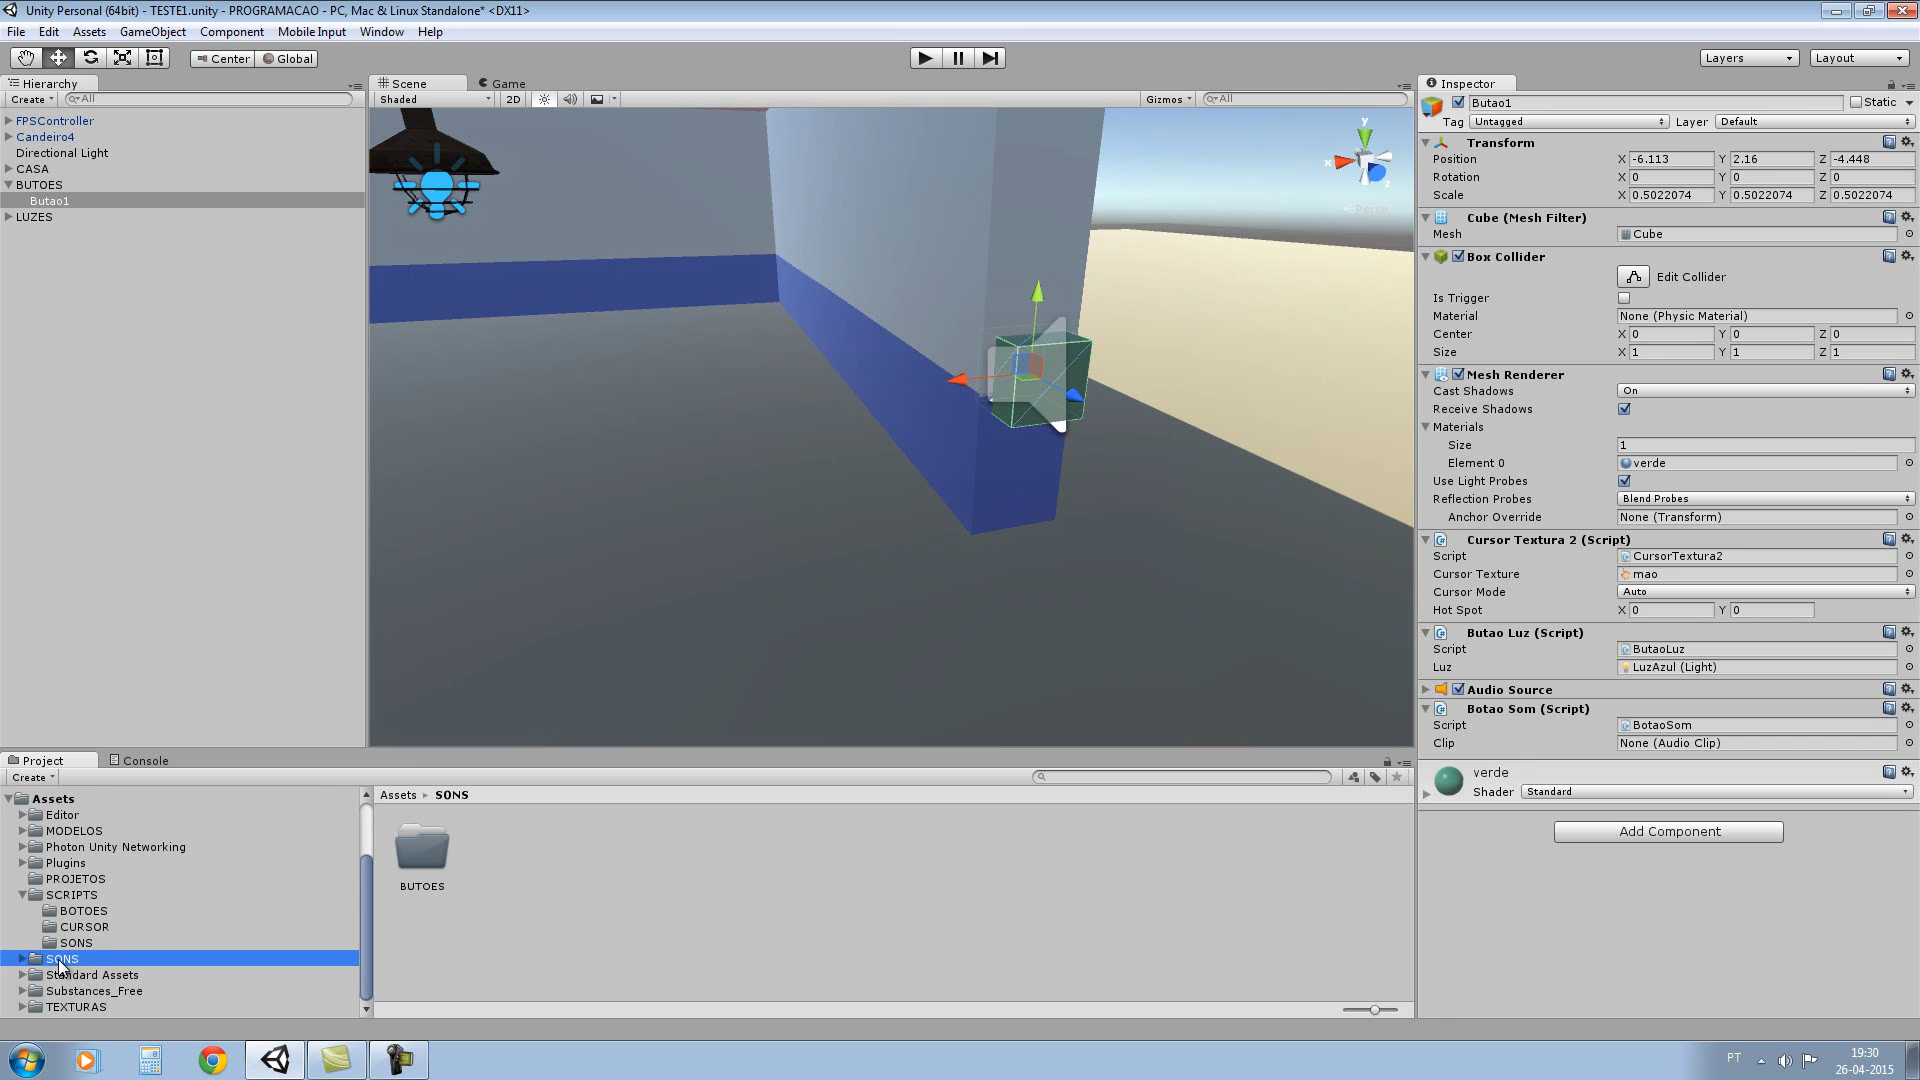 Unity Personal (64bit) - TESTE1.unity - PROGRAMACAO - PC, Mac & Linux Standalone* <DX11>
File Edit Assets GameObject Component Mobile Input Window Help
Center Global Layers Layout
Hierarchy
Create All
FPSController
Candeiro4
Directional Light
CASA
BUTOES
Butao1
LUZES
Scene Game
Shaded 2D Gizmos All
y
x
z
Persp
Inspector
Butao1 Static
Tag Untagged Layer Default
Transform
Position X -6.113 Y 2.16 Z -4.448
Rotation X 0 Y 0 Z 0
Scale X 0.5022074 Y 0.5022074 Z 0.5022074
Cube (Mesh Filter)
Mesh Cube
Box Collider
Edit Collider
Is Trigger
Material None (Physic Material)
Center X 0 Y 0 Z 0
Size X 1 Y 1 Z 1
Mesh Renderer
Cast Shadows On
Receive Shadows
Materials
Size 1
Element 0 verde
Use Light Probes
Reflection Probes Blend Probes
Anchor Override None (Transform)
Cursor Textura 2 (Script)
Script CursorTextura2
Cursor Texture mao
Cursor Mode Auto
Hot Spot X 0 Y 0
Butao Luz (Script)
Script ButaoLuz
Luz LuzAzul (Light)
Audio Source
Botao Som (Script)
Script BotaoSom
Clip None (Audio Clip)
verde
Shader Standard
Add Component
Project Console
Create
Assets
Editor
MODELOS
Photon Unity Networking
Plugins
PROJETOS
SCRIPTS
BOTOES
CURSOR
SONS
SONS
Standard Assets
Substances_Free
TEXTURAS
Assets SONS
BUTOES
PT 19:30
26-04-2015